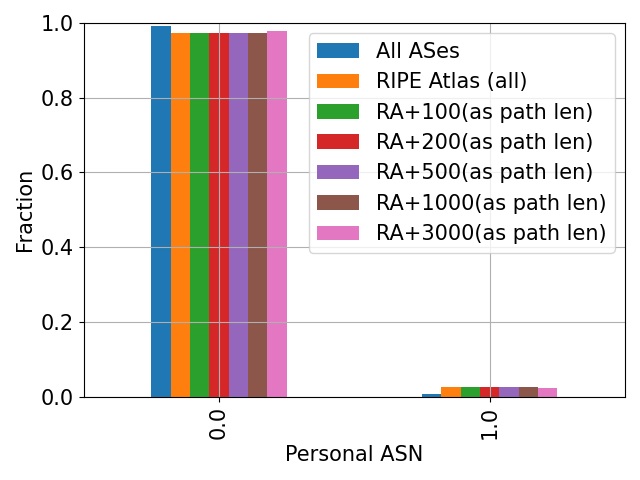 1.0
0.8
0.6
0.4
0.2
0.0
Fraction
All ASes
RIPE Atlas (all)
RA+100(as path len)
RA+200(as path len)
RA+500(as path len)
RA+1000(as path len)
RA+3000(as path len)
0.0
1.0
Personal ASN